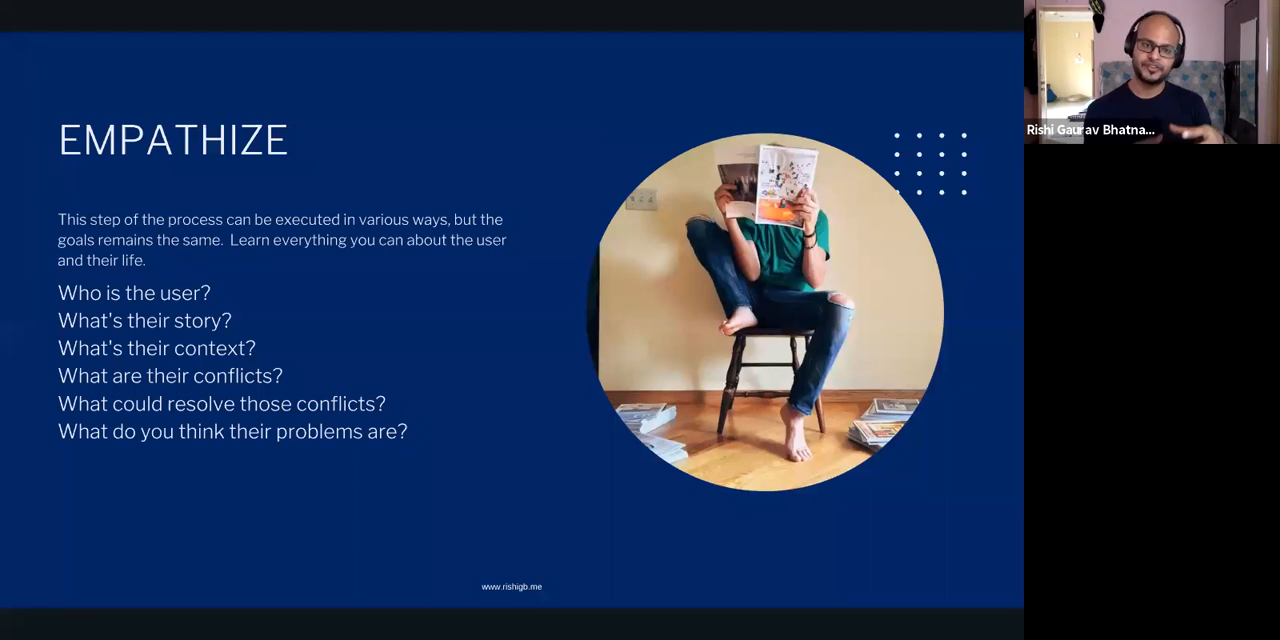 EMPATHIZE
This step of the process can be executed in various ways, but the
goals remains the same.  Learn everything you can about the user
and their life.
Who is the user?
What's their story?
What's their context?
What are their conflicts?
What could resolve those conflicts?
What do you think their problems are?
www.rishigb.me
Rishi Gaurav Bhatna...